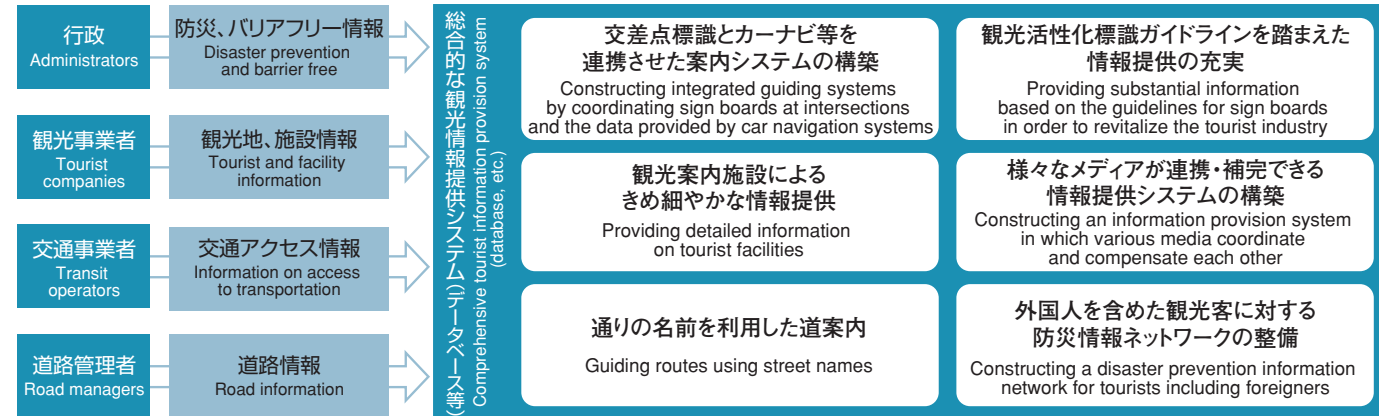 行政
Administrators
防災、バリアフリー情報
Disaster prevention
and barrier free
観光事業者
Tourist
companies
観光地、施設情報
Tourist and facility
information
交通事業者
Transit
operators
交通アクセス情報
Information on access
to transportation
道路管理者
Road managers
道路情報
Road information
総合的な観光情報提供システム(データベース等)
Comprehensive tourist information provision system
(database, etc.)
交差点標識とカーナビ等を
連携させた案内システムの構築
Constructing integrated guiding systems
by coordinating sign boards at intersections
and the data provided by car navigation systems
観光活性化標識ガイドラインを踏まえた
情報提供の充実
Providing substantial information
based on the guidelines for sign boards
in order to revitalize the tourist industry
観光案内施設による
きめ細やかな情報提供
Providing detailed information
on tourist facilities
様々なメディアが連携・補完できる
情報提供システムの構築
Constructing an information provision system
in which various media coordinate
and compensate each other
通りの名前を利用した道案内
Guiding routes using street names
外国人を含めた観光客に対する
防災情報ネットワークの整備
Constructing a disaster prevention information
network for tourists including foreigners